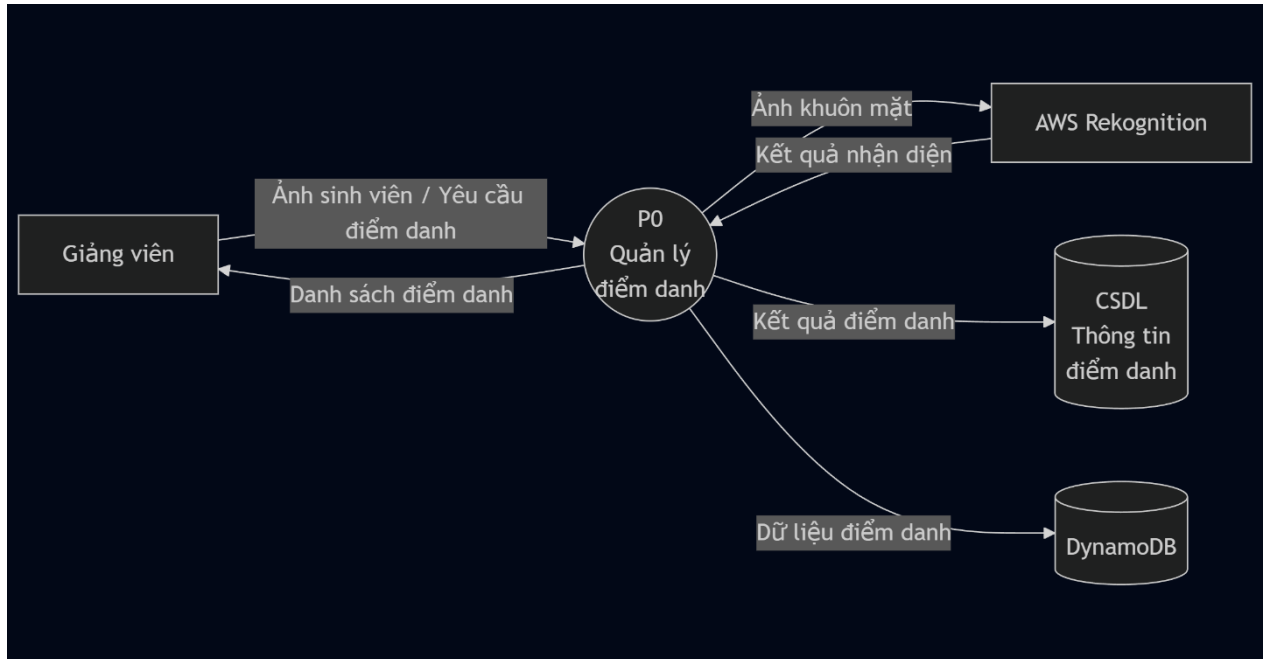 Giảng viên
Ảnh sinh viên / Yêu cầu
điểm danh
Danh sách điểm danh
P0
Quản lý
điểm danh
Ảnh khuôn mặt
Kết quả nhận diện
AWS Rekognition
Kết quả điểm danh
CSDL
Thông tin
điểm danh
Dữ liệu điểm danh
DynamoDB